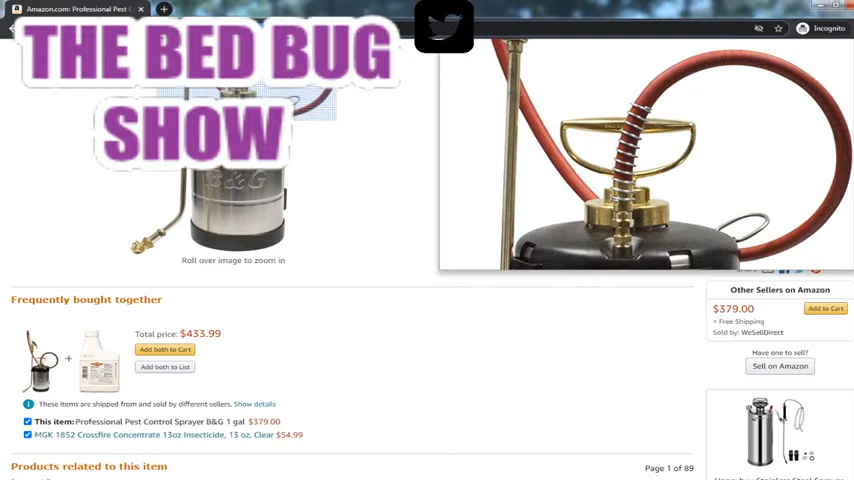 Amazon.com: Professional Pest C
Incognito
THE BED BUG
SHOW
B&G
Roll over image to zoom in
Frequently bought together
Total price: $433.99
Add both to Cart
Add both to List
These items are shipped from and sold by different sellers. Show details
This item: Professional Pest Control Sprayer B&G 1 gal $379.00
MGK 1852 Crossfire Concentrate 13oz Insecticide, 13 oz, Clear $54.99
Products related to this item
Page 1 of 89
Other Sellers on Amazon
$379.00
Add to Cart
+ Free Shipping
Sold by: WeSellDirect
Have one to sell?
Sell on Amazon